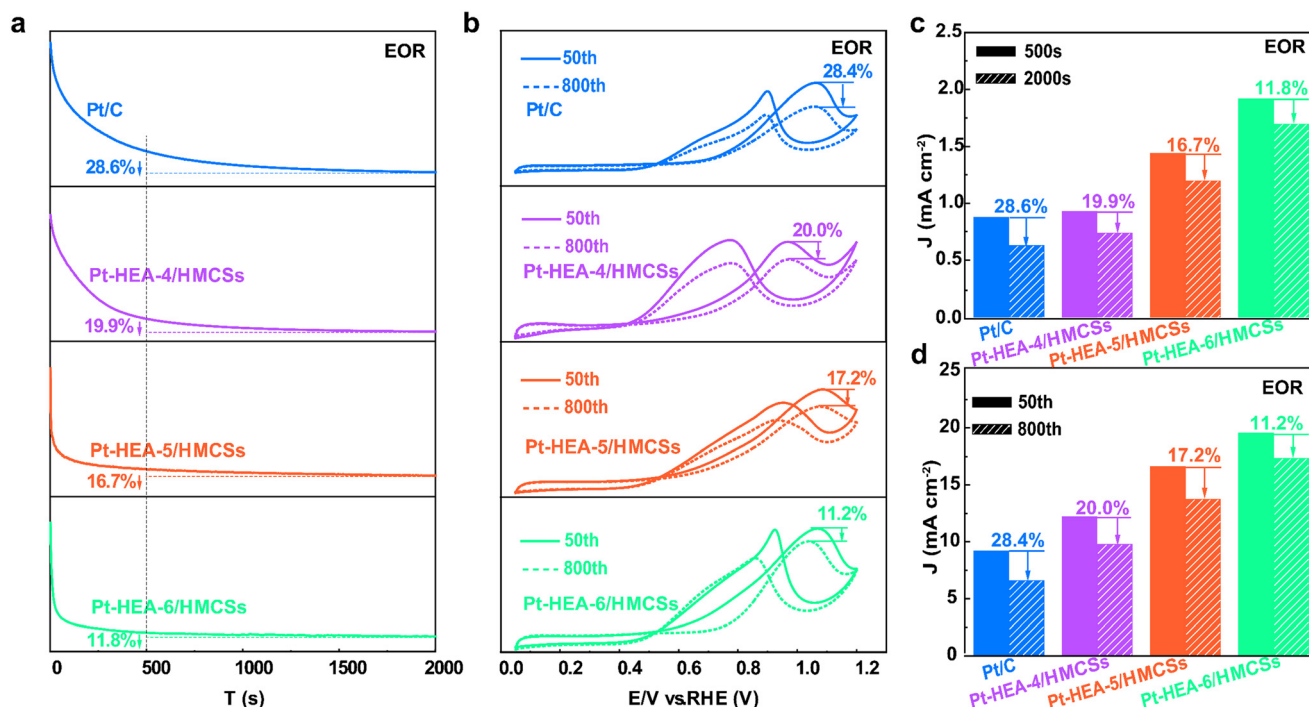 a
EOR
Pt/C
28.6%
Pt-HEA-4/HMCSs
19.9%
Pt-HEA-5/HMCSs
16.7%
Pt-HEA-6/HMCSs
11.8%
0 500 1000 1500 2000
T (s)
b
EOR
50th
800th
Pt/C
28.4%
50th
800th
Pt-HEA-4/HMCSs
20.0%
50th
800th
Pt-HEA-5/HMCSs
17.2%
50th
800th
Pt-HEA-6/HMCSs
11.2%
0.0 0.2 0.4 0.6 0.8 1.0 1.2
E/V vs.RHE (V)
c
EOR
500s
2000s
J (mA cm⁻²)
2.5
2.0
1.5
1.0
0.5
0.0
28.6%
19.9%
16.7%
11.8%
Pt/C
Pt-HEA-4/HMCSs
Pt-HEA-5/HMCSs
Pt-HEA-6/HMCSs
d
EOR
50th
800th
J (mA cm⁻²)
25
20
15
10
5
0
28.4%
20.0%
17.2%
11.2%
Pt/C
Pt-HEA-4/HMCSs
Pt-HEA-5/HMCSs
Pt-HEA-6/HMCSs